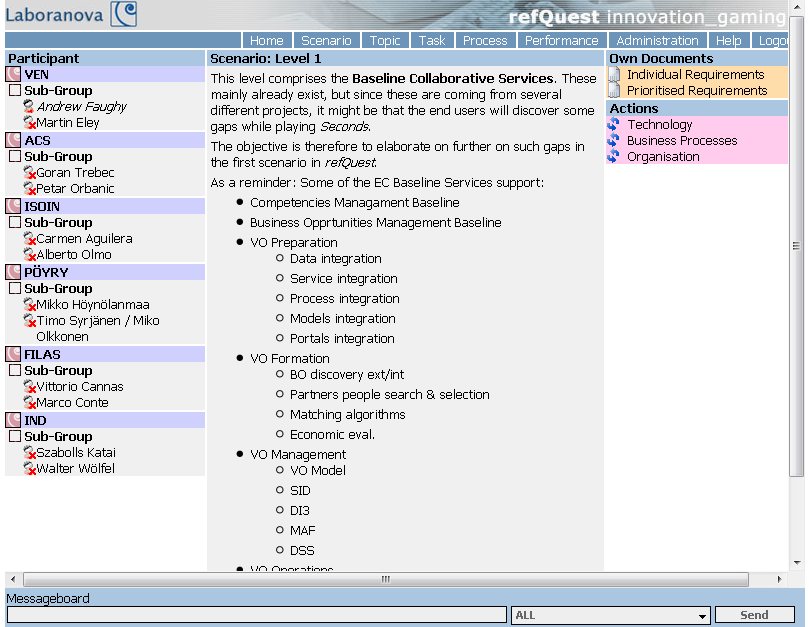 Laboranova
refQuest innovation_gaming
Home Scenario Topic Task Process Performance Administration Help Logo
Participant
VEN
Sub-Group
Andrew Faughy
Martin Eley
ACS
Sub-Group
Goran Trebec
Petar Orbanic
ISOIN
Sub-Group
Carmen Aguilera
Alberto Olmo
PÖYRY
Sub-Group
Mikko Höynölanmaa
Timo Syrjänen / Miko
Olkkonen
FILAS
Sub-Group
Vittorio Cannas
Marco Conte
IND
Sub-Group
Szabolls Katai
Walter Wölfel
Scenario: Level 1
This level comprises the Baseline Collaborative Services. These
mainly already exist, but since these are coming from several
different projects, it might be that the end users will discover some
gaps while playing Seconds.
The objective is therefore to elaborate on further on such gaps in
the first scenario in refQuest.
As a reminder: Some of the EC Baseline Services support:
Competencies Managament Baseline
Business Opprtunities Management Baseline
VO Preparation
Data integration
Service integration
Process integration
Models integration
Portals integration
VO Formation
BO discovery ext/int
Partners people search & selection
Matching algorithms
Economic eval.
VO Management
VO Model
SID
DI3
MAF
DSS
VO Operations
Own Documents
Individual Requirements
Prioritised Requirements
Actions
Technology
Business Processes
Organisation
Messageboard
ALL
Send